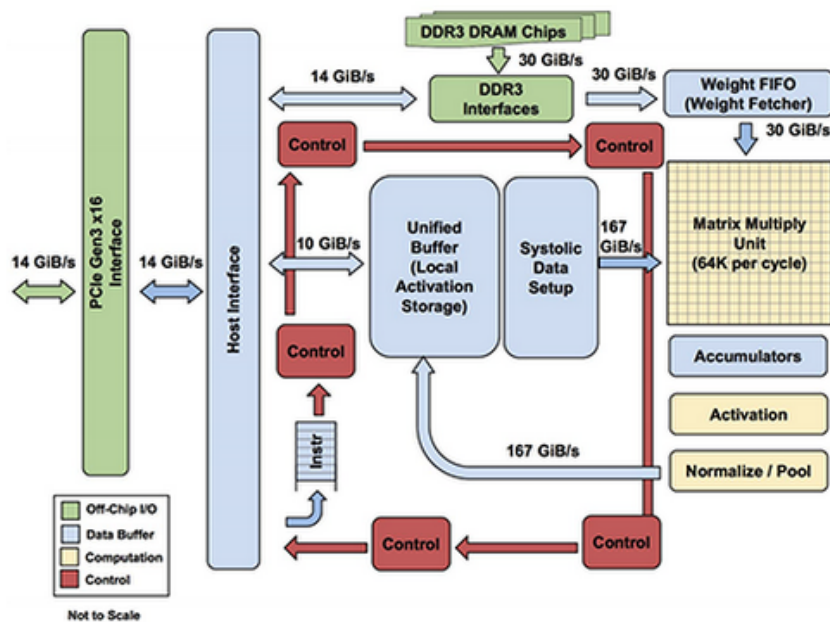 DDR3 DRAM Chips
30 GiB/s
14 GiB/s
DDR3
Interfaces
30 GiB/s
Weight FIFO
(Weight Fetcher)
30 GiB/s
Control
Control
PCIe Gen3 x16
Interface
Host Interface
14 GiB/s
14 GiB/s
10 GiB/s
Unified
Buffer
(Local
Activation
Storage)
Systolic
Data
Setup
167
GiB/s
Matrix Multiply
Unit
(64K per cycle)
Control
Accumulators
Activation
Instr
167 GiB/s
Normalize / Pool
Off-Chip I/O
Data Buffer
Computation
Control
Control
Control
Not to Scale